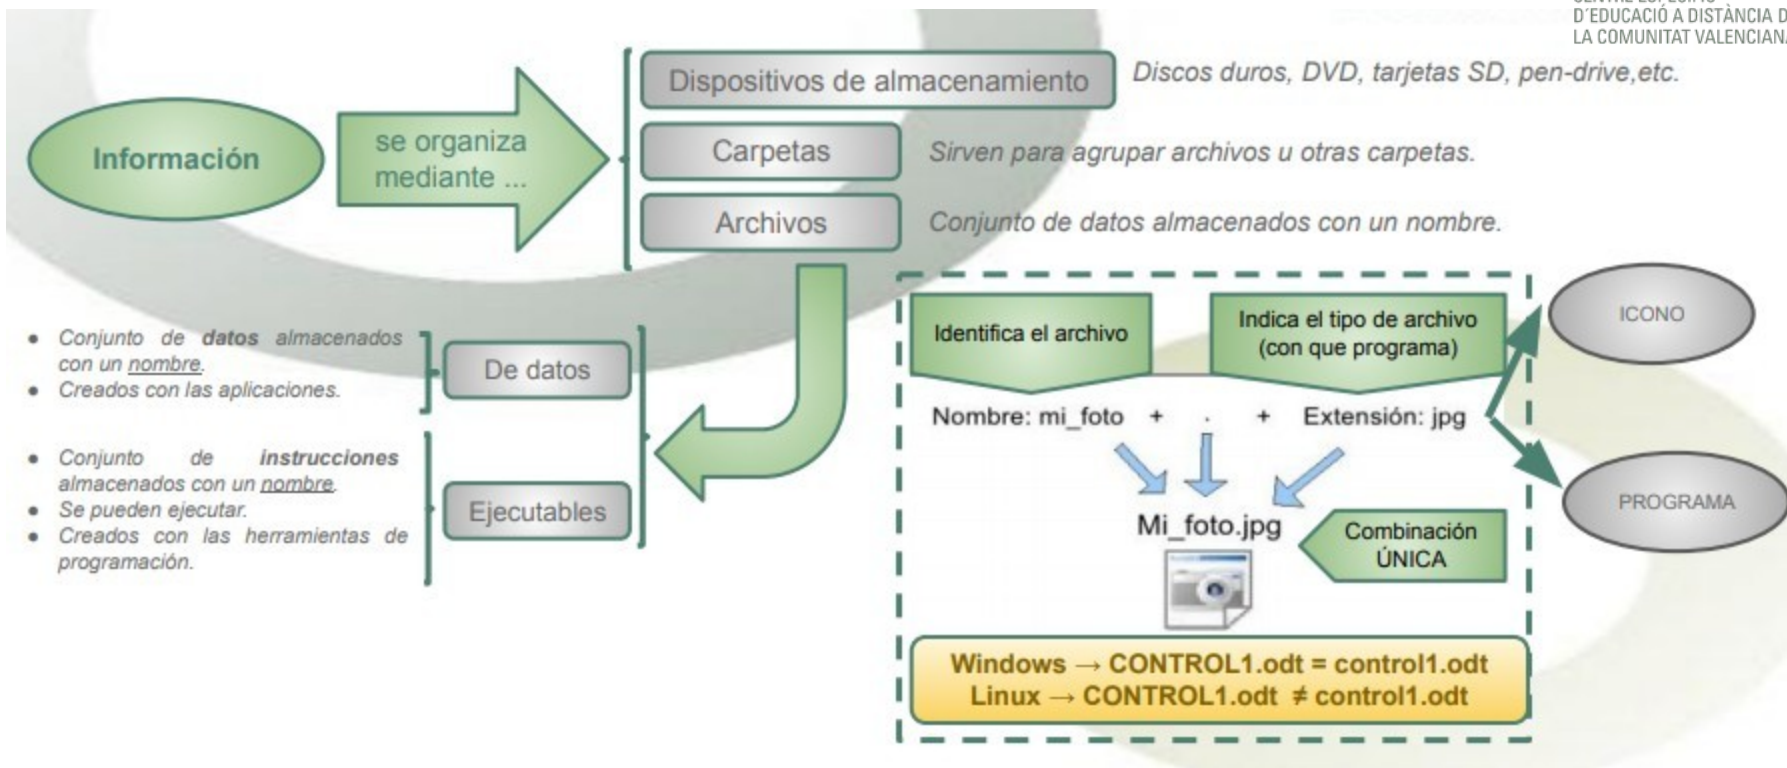 D'EDUCACIÓ A DISTÀNCIA D
LA COMUNITAT VALENCIANA
Dispositivos de almacenamiento
Discos duros, DVD, tarjetas SD, pen-drive,etc.
Información
se organiza
mediante ...
Carpetas
Sirven para agrupar archivos u otras carpetas.
Archivos
Conjunto de datos almacenados con un nombre.
● Conjunto de datos almacenados
con un nombre.
● Creados con las aplicaciones.
De datos
● Conjunto de instrucciones
almacenados con un nombre.
● Se pueden ejecutar.
● Creados con las herramientas de
programación.
Ejecutables
Identifica el archivo
Indica el tipo de archivo
(con que programa)
ICONO
Nombre: mi_foto + . + Extensión: jpg
PROGRAMA
Mi_foto.jpg
Combinación
ÚNICA
Windows → CONTROL1.odt = control1.odt
Linux → CONTROL1.odt ≠ control1.odt